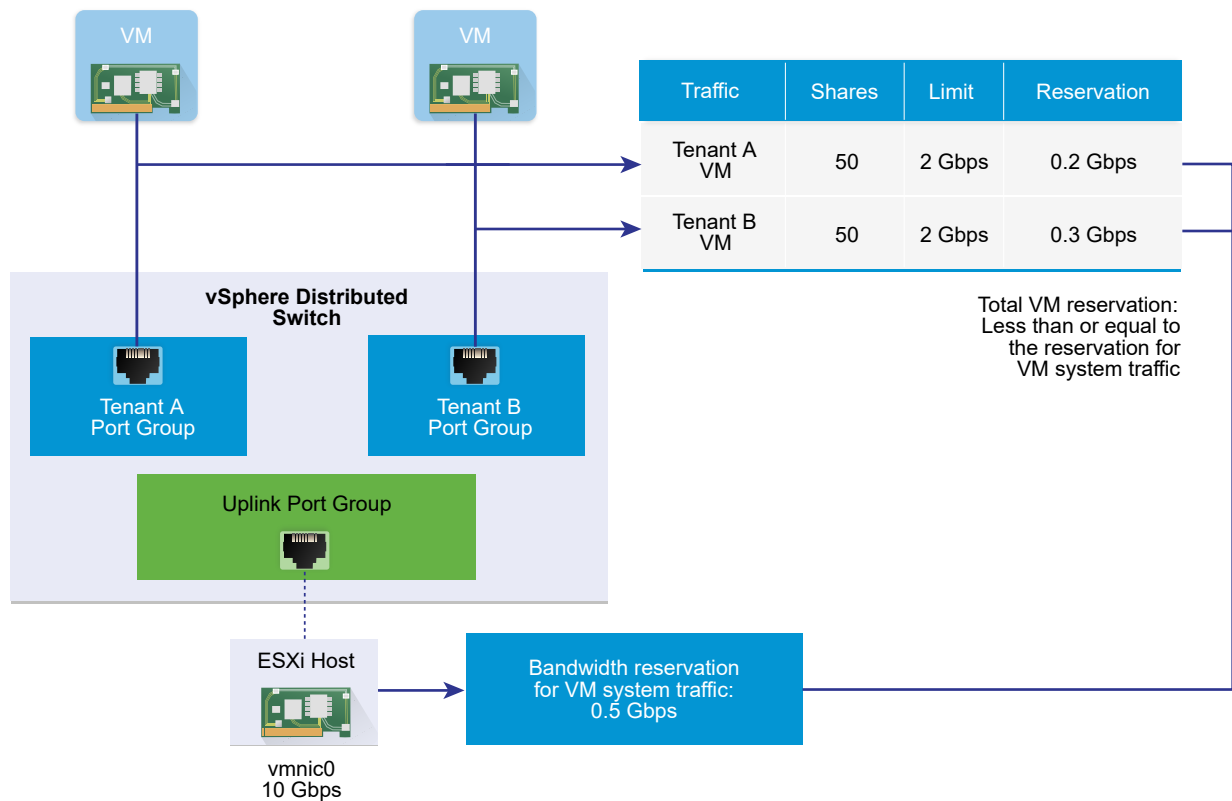 VM
VM
Traffic
Shares
Limit
Reservation
Tenant A
VM
50
2 Gbps
0.2 Gbps
Tenant B
VM
50
2 Gbps
0.3 Gbps
Total VM reservation:
Less than or equal to
the reservation for
VM system traffic
vSphere Distributed
Switch
Tenant A
Port Group
Tenant B
Port Group
Uplink Port Group
ESXi Host
vmnic0
10 Gbps
Bandwidth reservation
for VM system traffic:
0.5 Gbps